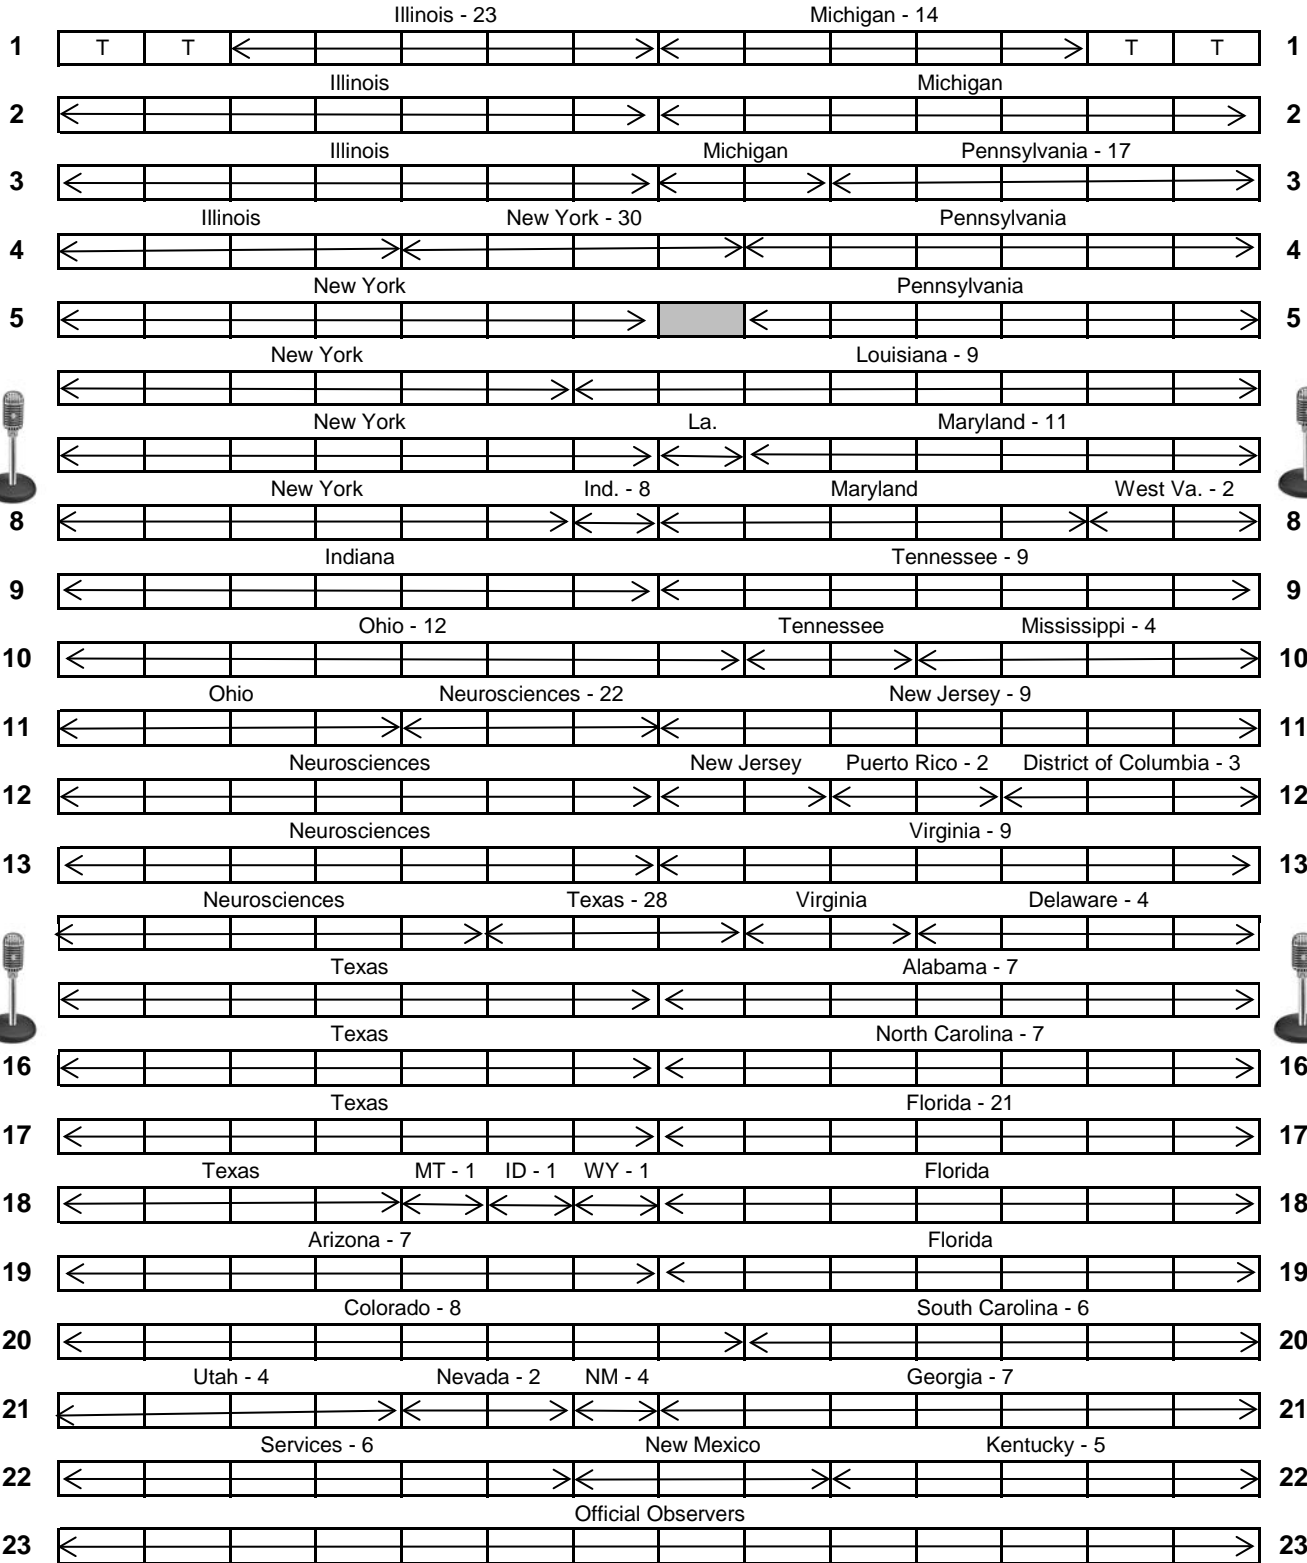 Illinois - 23 Michigan - 14
1 T T T T 1
Illinois Michigan
2 2
Illinois Michigan Pennsylvania - 17
3 3
Illinois New York - 30 Pennsylvania
4 4
New York Pennsylvania
5 5
New York Louisiana - 9
New York La. Maryland - 11
New York Ind. - 8 Maryland West Va. - 2
8 8
Indiana Tennessee - 9
9 9
Ohio - 12 Tennessee Mississippi - 4
10 10
Ohio Neurosciences - 22 New Jersey - 9
11 11
Neurosciences New Jersey Puerto Rico - 2 District of Columbia - 3
12 12
Neurosciences Virginia - 9
13 13
Neurosciences Texas - 28 Virginia Delaware - 4
Texas Alabama - 7
Texas North Carolina - 7
16 16
Texas Florida - 21
17 17
Texas MT - 1 ID - 1 WY - 1 Florida
18 18
Arizona - 7 Florida
19 19
Colorado - 8 South Carolina - 6
20 20
Utah - 4 Nevada - 2 NM - 4 Georgia - 7
21 21
Services - 6 New Mexico Kentucky - 5
22 22
Official Observers
23 23